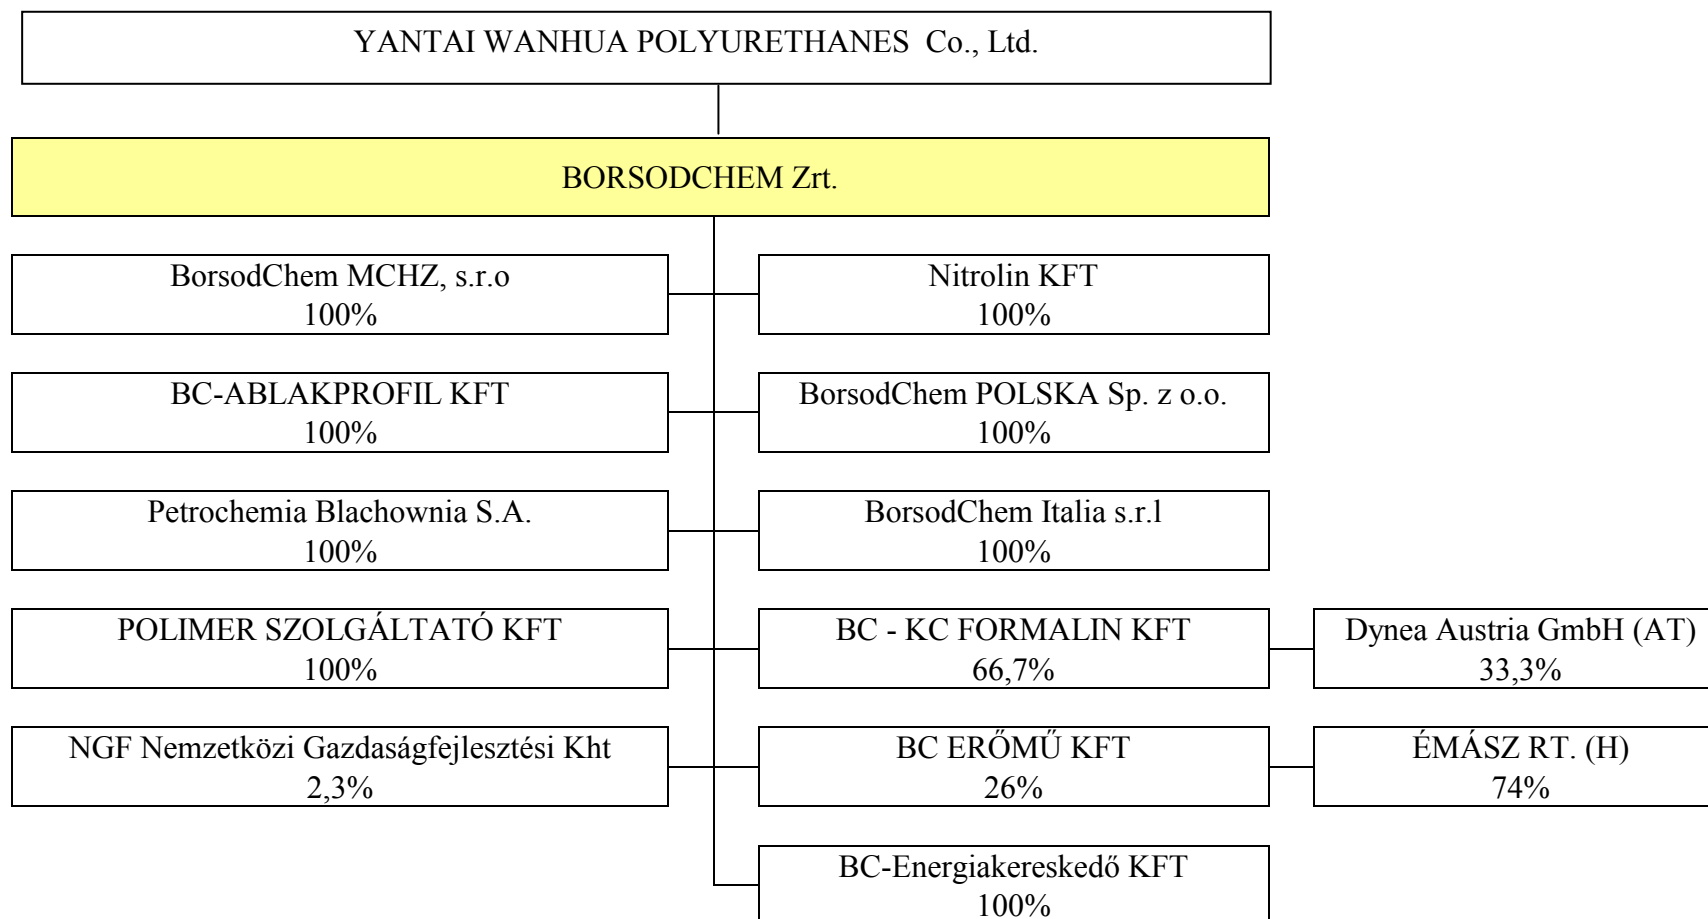 YANTAI WANHUA POLYURETHANES Co., Ltd.
BORSODCHEM Zrt.
BorsodChem MCHZ, s.r.o
100%
Nitrolin KFT
100%
BC-ABLAKPROFIL KFT
100%
BorsodChem POLSKA Sp. z o.o.
100%
Petrochemia Blachownia S.A.
100%
BorsodChem Italia s.r.l
100%
POLIMER SZOLGÁLTATÓ KFT
100%
BC - KC FORMALIN KFT
66,7%
Dynea Austria GmbH (AT)
33,3%
NGF Nemzetközi Gazdaságfejlesztési Kht
2,3%
BC ERŐMŰ KFT
26%
ÉMÁSZ RT. (H)
74%
BC-Energiakereskedő KFT
100%